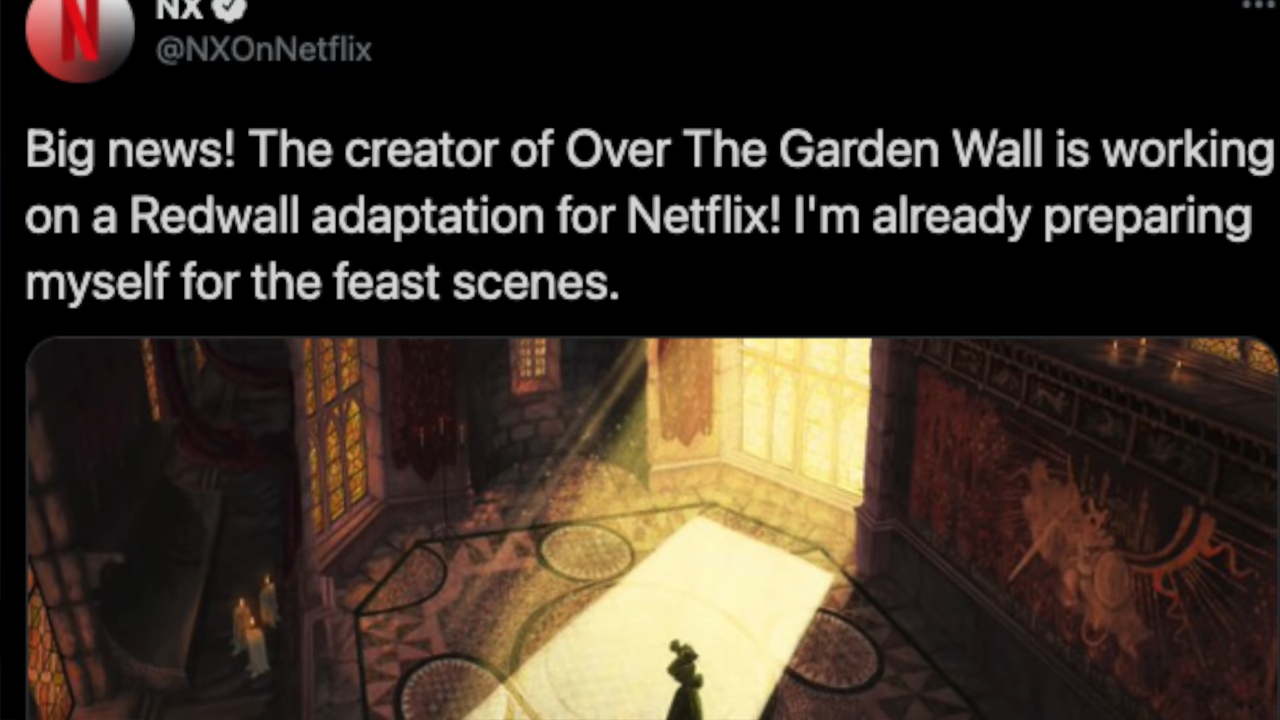 NX
@NXOnNetflix
Big news! The creator of Over The Garden Wall is working
on a Redwall adaptation for Netflix! I'm already preparing
myself for the feast scenes.